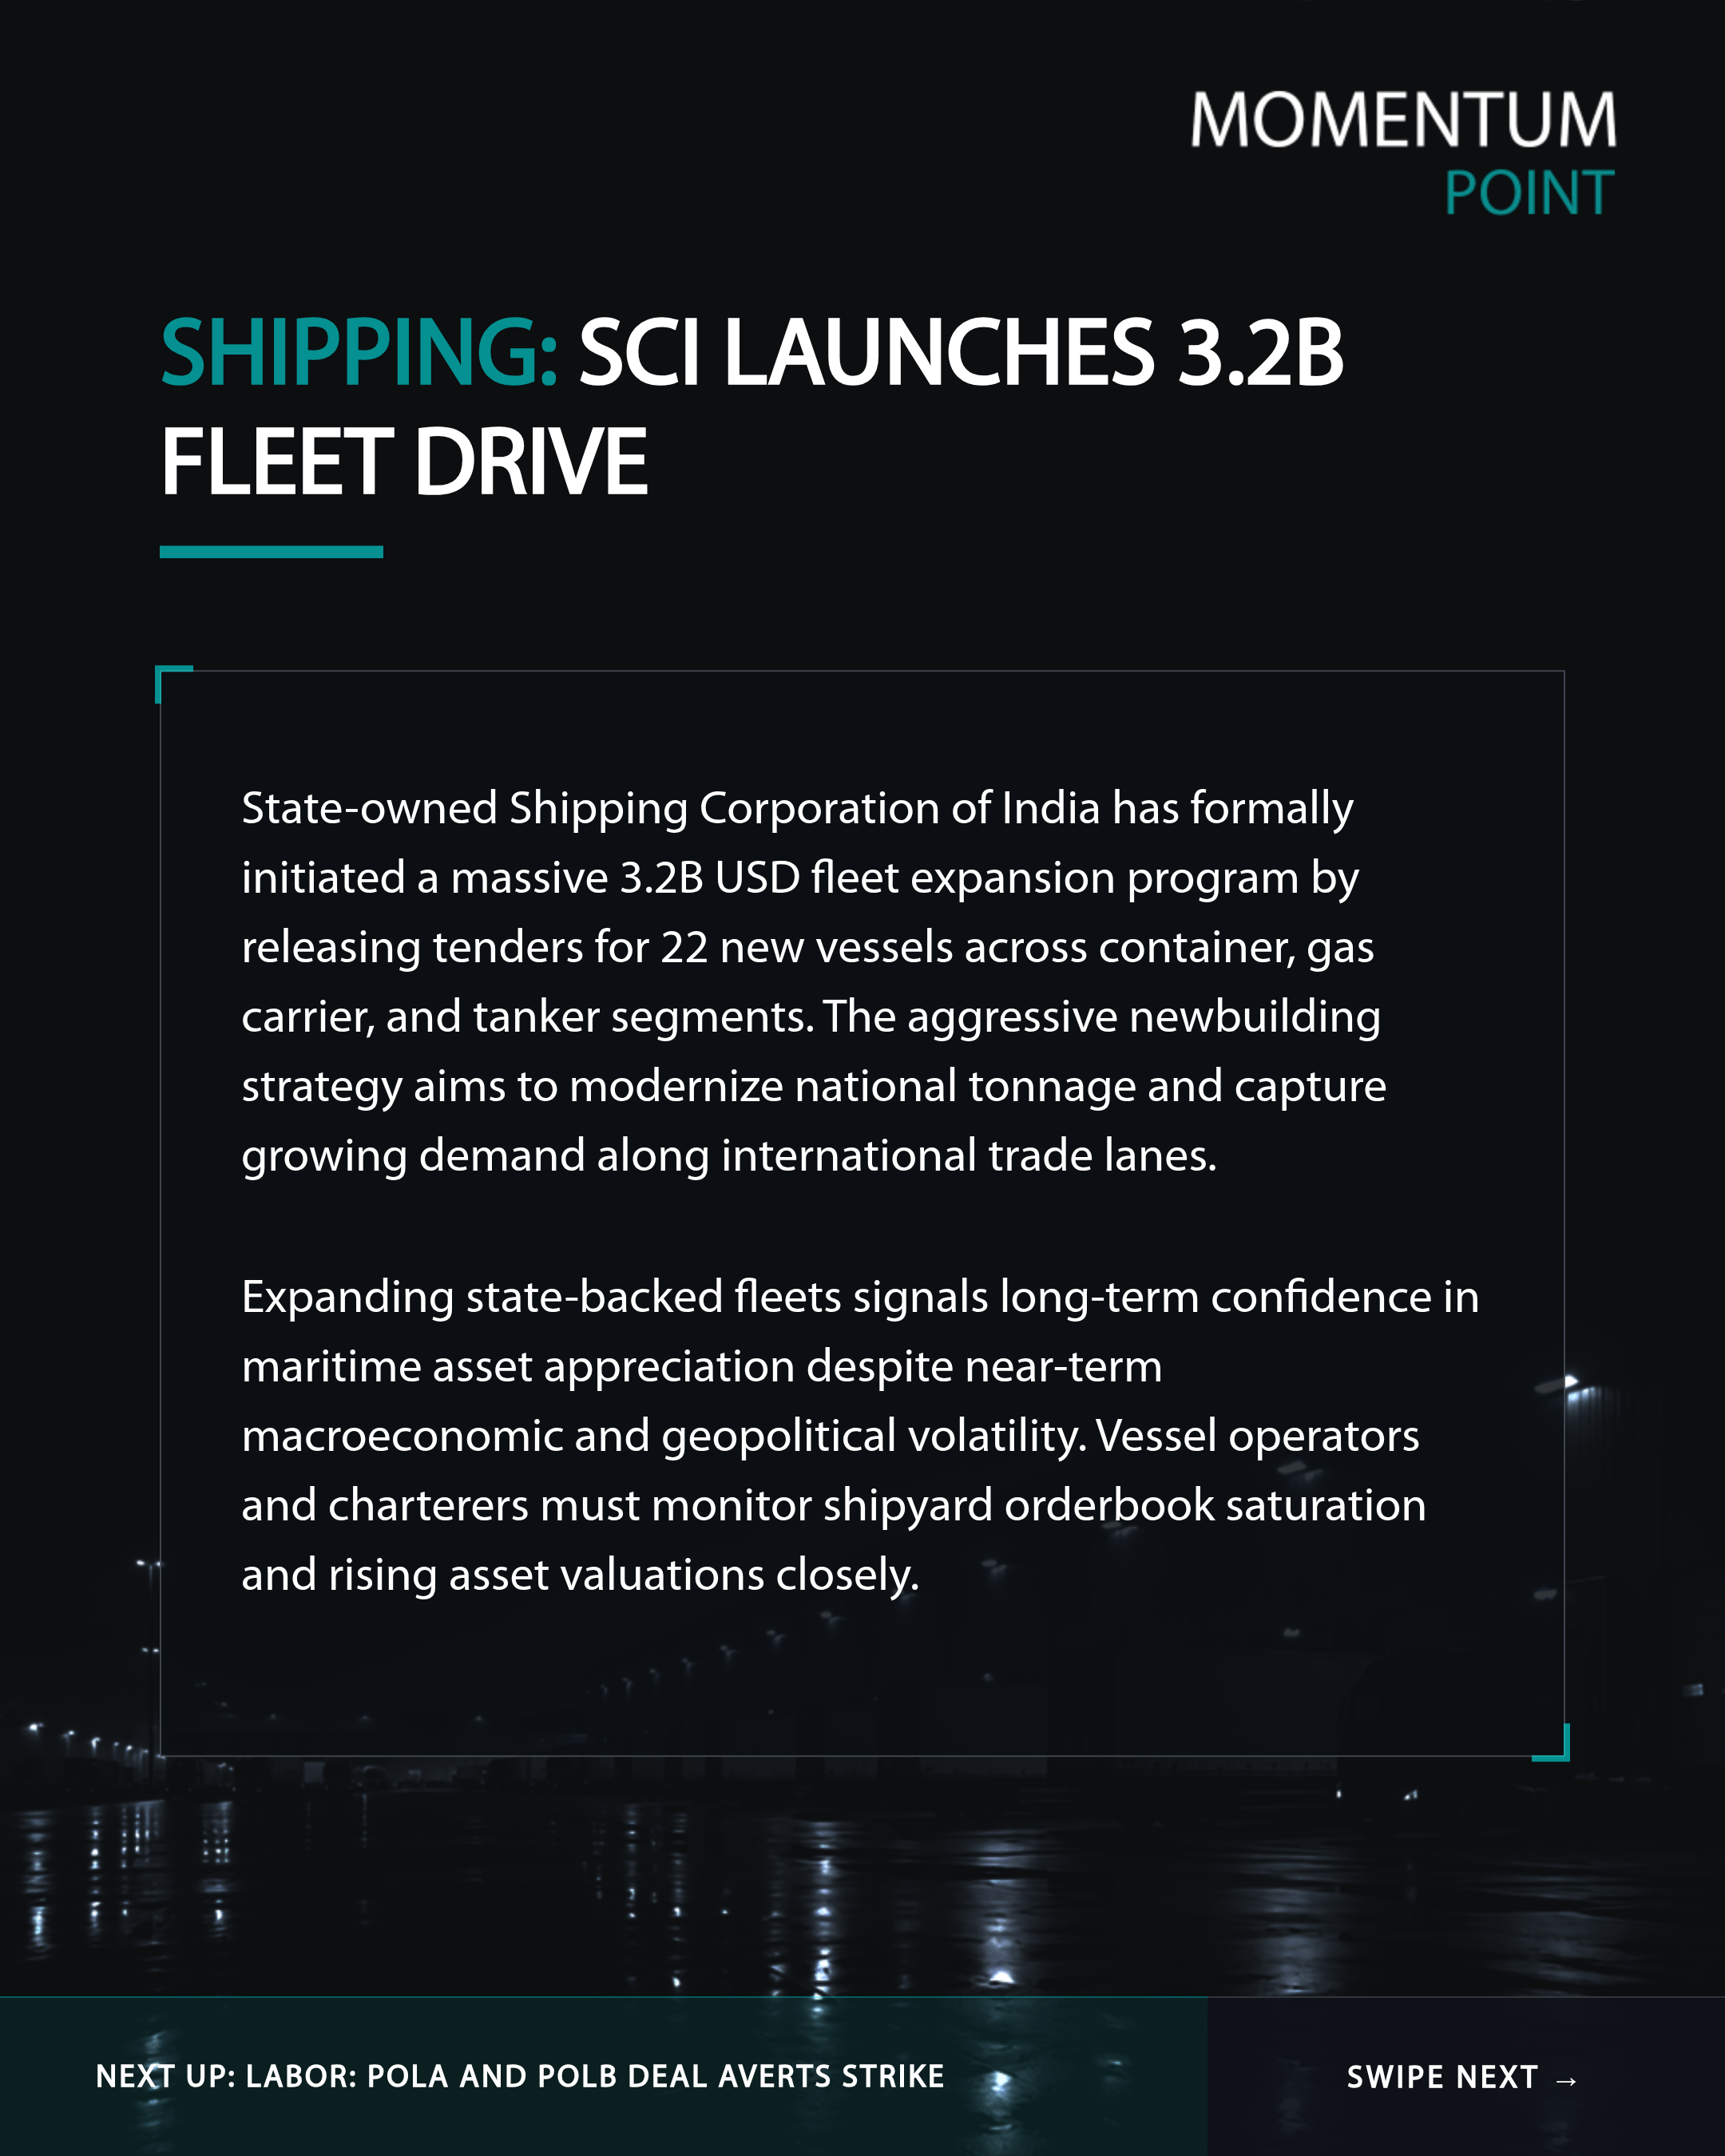 MOMENTUM
POINT
SHIPPING: SCI LAUNCHES 3.2B
FLEET DRIVE
State-owned Shipping Corporation of India has formally
initiated a massive 3.2B USD fleet expansion program by
releasing tenders for 22 new vessels across container, gas
carrier, and tanker segments. The aggressive newbuilding
strategy aims to modernize national tonnage and capture
growing demand along international trade lanes.
Expanding state-backed fleets signals long-term confidence in
maritime asset appreciation despite near-term
macroeconomic and geopolitical volatility. Vessel operators
and charterers must monitor shipyard orderbook saturation
and rising asset valuations closely.
NEXT UP: LABOR: POLA AND POLB DEAL AVERTS STRIKE
SWIPE NEXT →